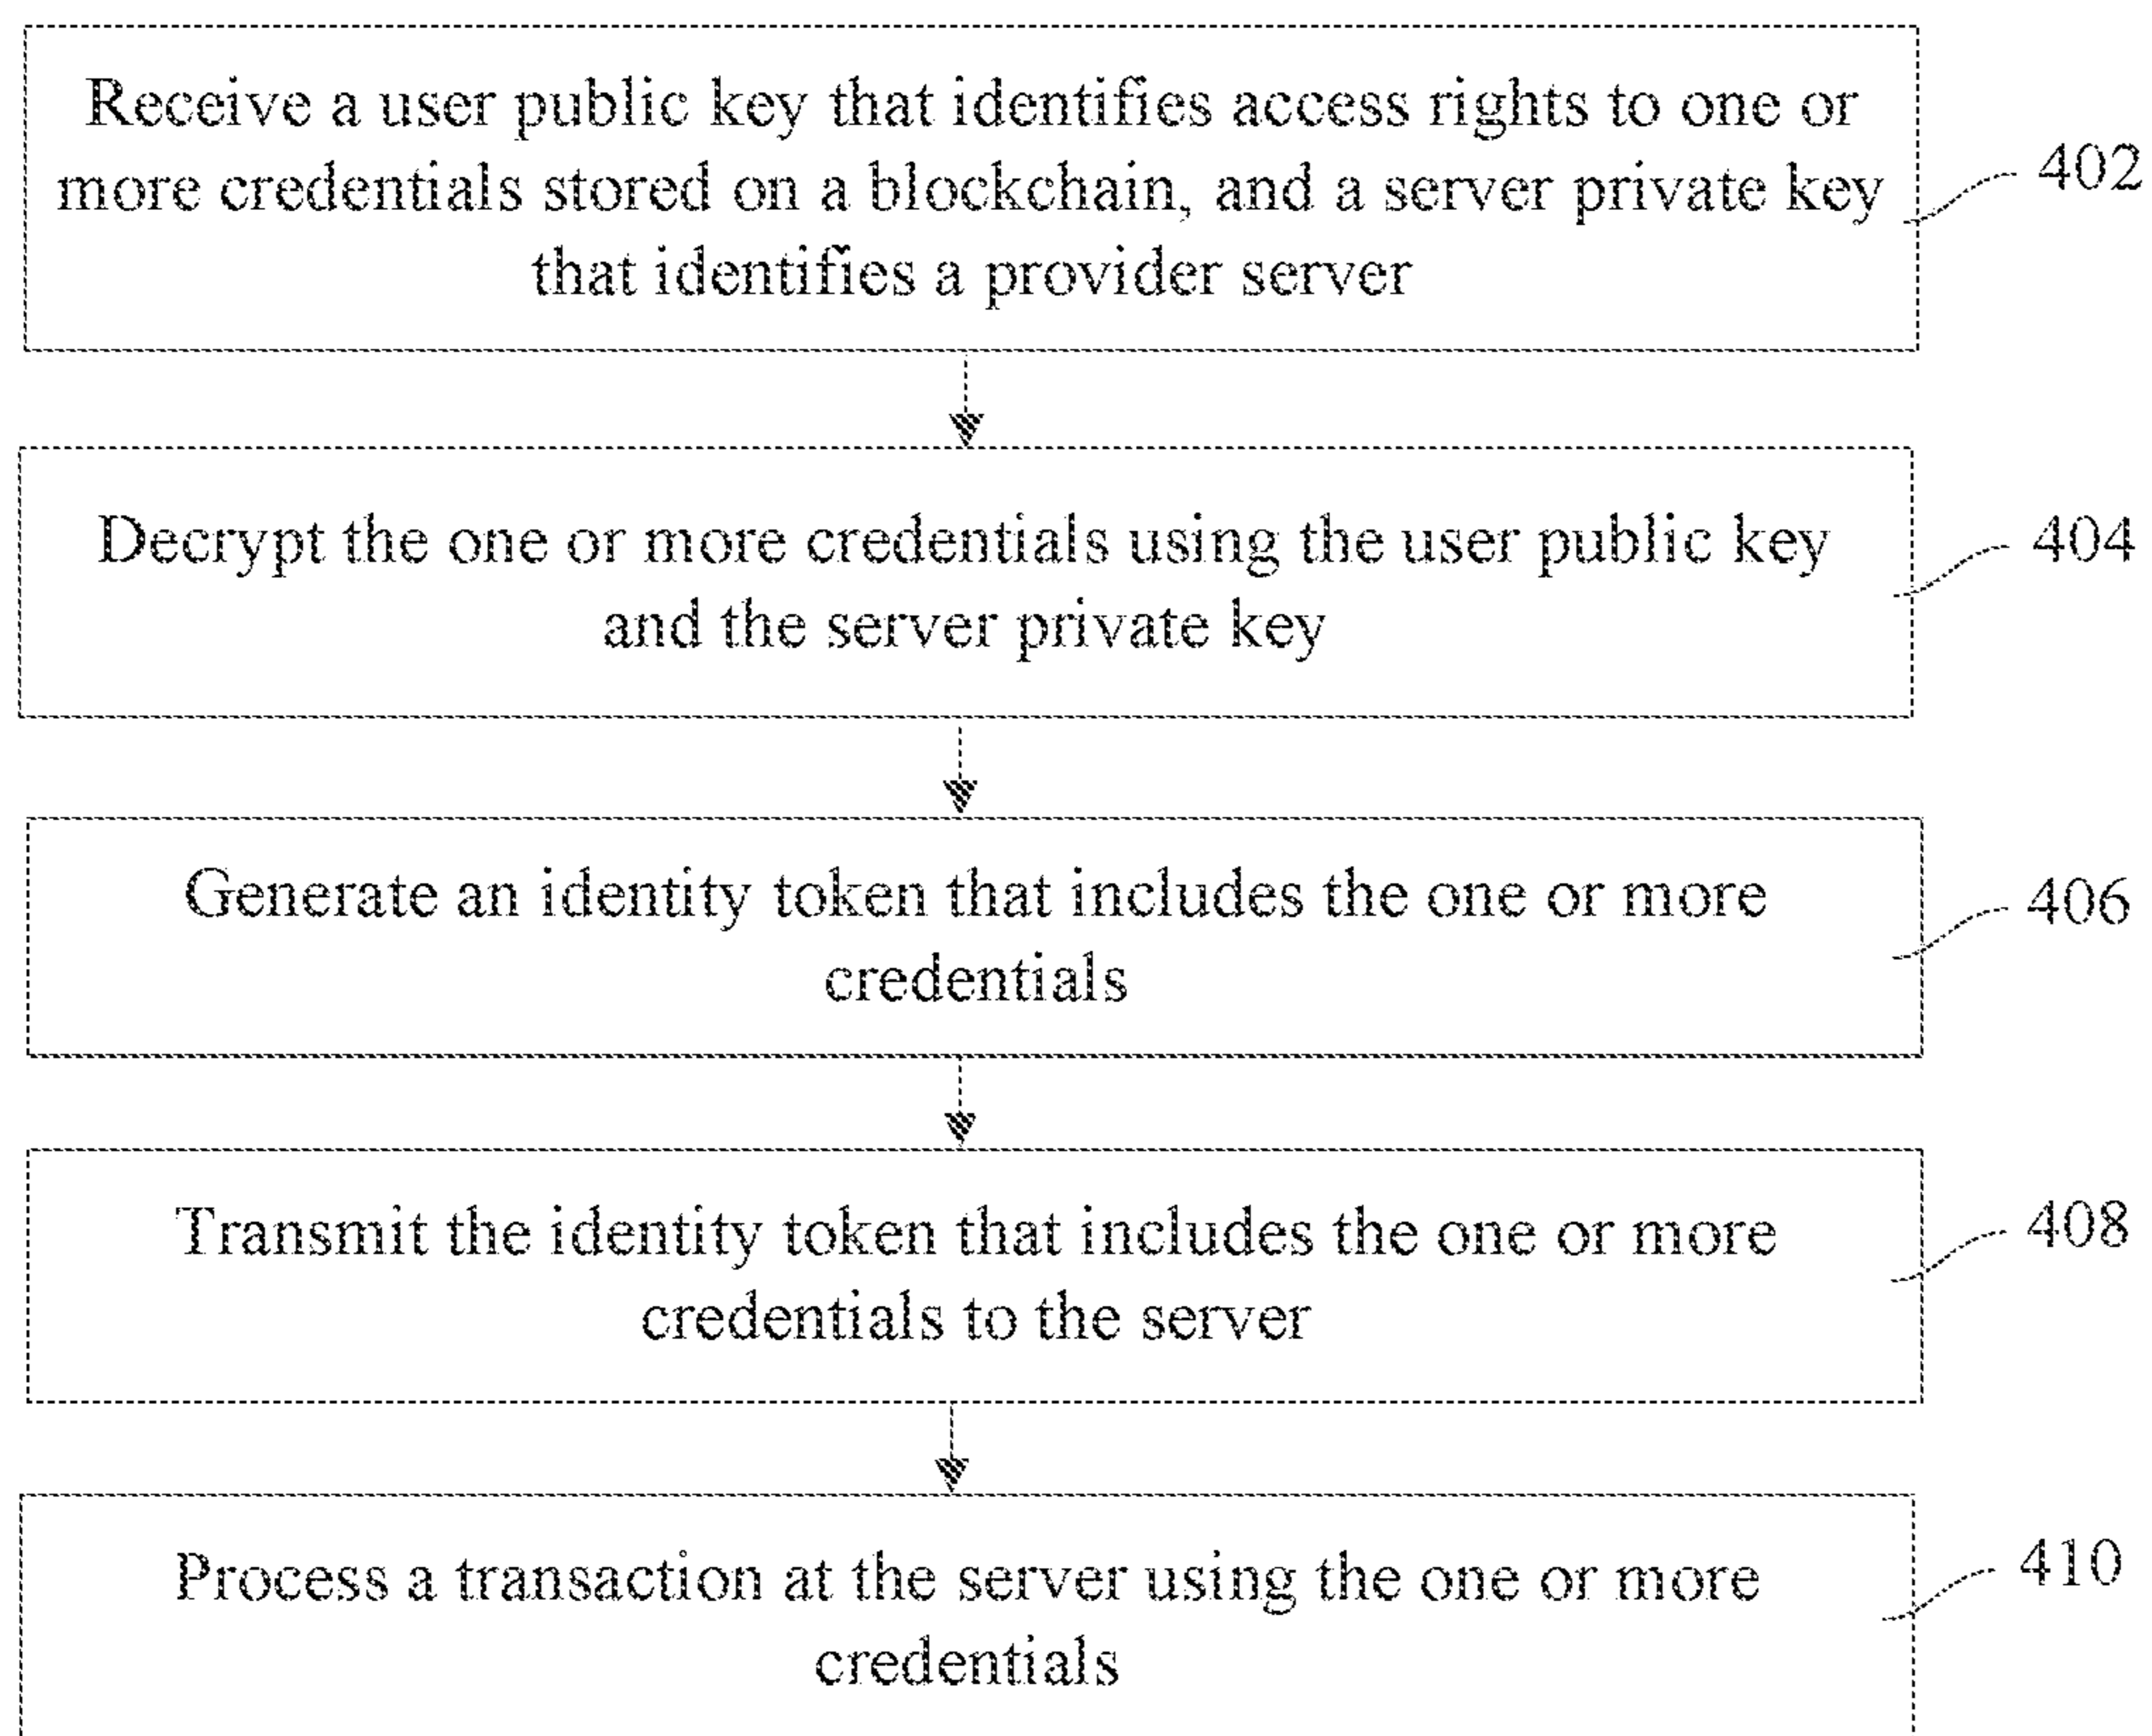 Receive a user public key that identifies access rights to one or
more credentials stored on a blockchain, and a server private key
that identifies a provider server
402
Decrypt the one or more credentials using the user public key
and the server private key
404
Generate an identity token that includes the one or more
credentials
406
Transmit the identity token that includes the one or more
credentials to the server
408
Process a transaction at the server using the one or more
credentials
410